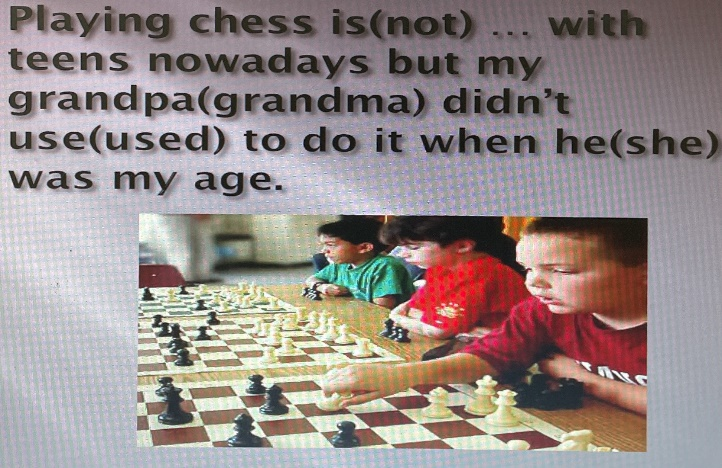 Playing chess is(not) ... with
teens nowadays but my
grandpa(grandma) didn't
use(used) to do it when he(she)
was my age.